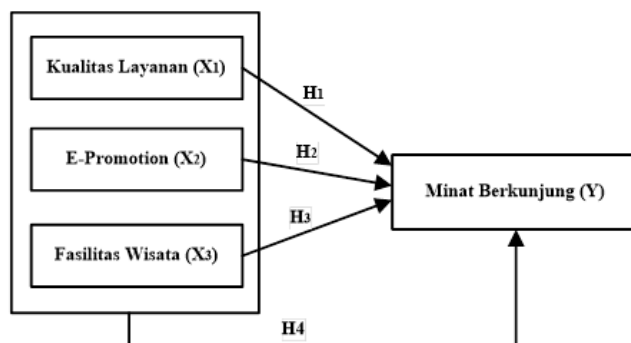 Kualitas Layanan (X1)
H1
E-Promotion (X2)
H2
Minat Berkunjung (Y)
H3
Fasilitas Wisata (X3)
H4